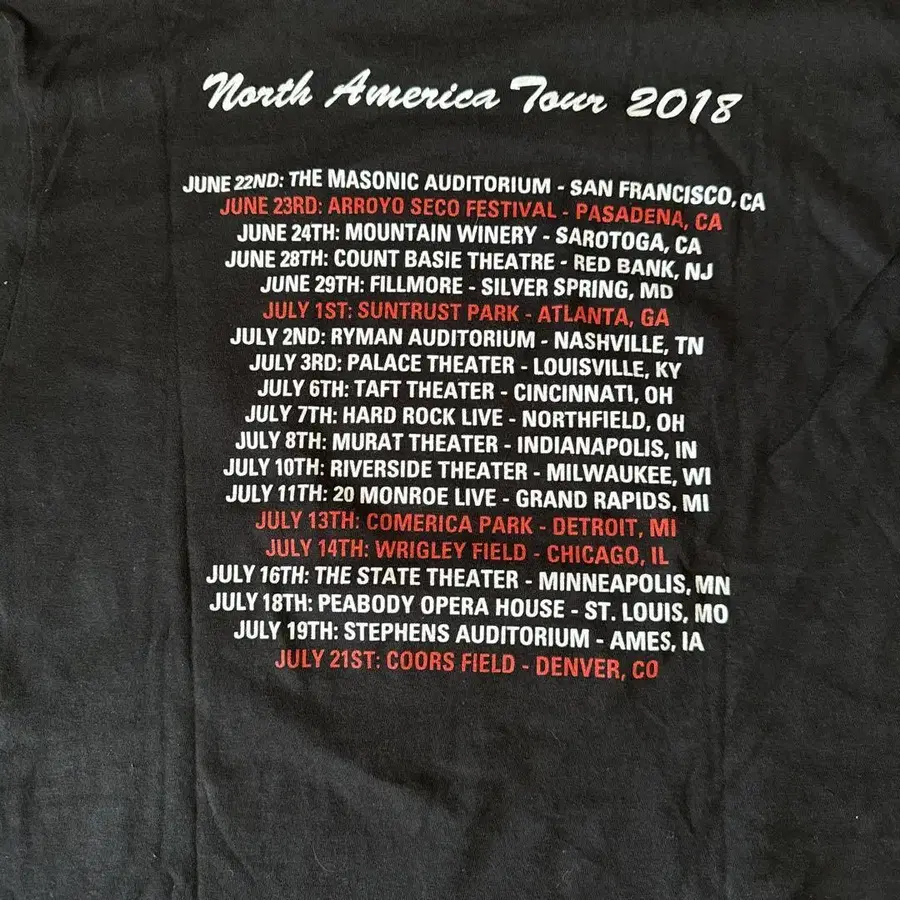 North America Tour 2018
JUNE 22ND: THE MASONIC AUDITORIUM - SAN FRANCISCO, CA
JUNE 23RD: ARROYO SECO FESTIVAL - PASADENA, CA
JUNE 24TH: MOUNTAIN WINERY - SAROTOGA, CA
JUNE 28TH: COUNT BASIE THEATRE - RED BANK, NJ
JUNE 29TH: FILLMORE - SILVER SPRING, MD
JULY 1ST: SUNTRUST PARK - ATLANTA, GA
JULY 2ND: RYMAN AUDITORIUM - NASHVILLE, TN
JULY 3RD: PALACE THEATER - LOUISVILLE, KY
JULY 6TH: TAFT THEATER - CINCINNATI, OH
JULY 7TH: HARD ROCK LIVE - NORTHFIELD, OH
JULY 8TH: MURAT THEATER - INDIANAPOLIS, IN
JULY 10TH: RIVERSIDE THEATER - MILWAUKEE, WI
JULY 11TH: 20 MONROE LIVE - GRAND RAPIDS, MI
JULY 13TH: COMERICA PARK - DETROIT, MI
JULY 14TH: WRIGLEY FIELD - CHICAGO, IL
JULY 16TH: THE STATE THEATER - MINNEAPOLIS, MN
JULY 18TH: PEABODY OPERA HOUSE - ST. LOUIS, MO
JULY 19TH: STEPHENS AUDITORIUM - AMES, IA
JULY 21ST: COORS FIELD - DENVER, CO